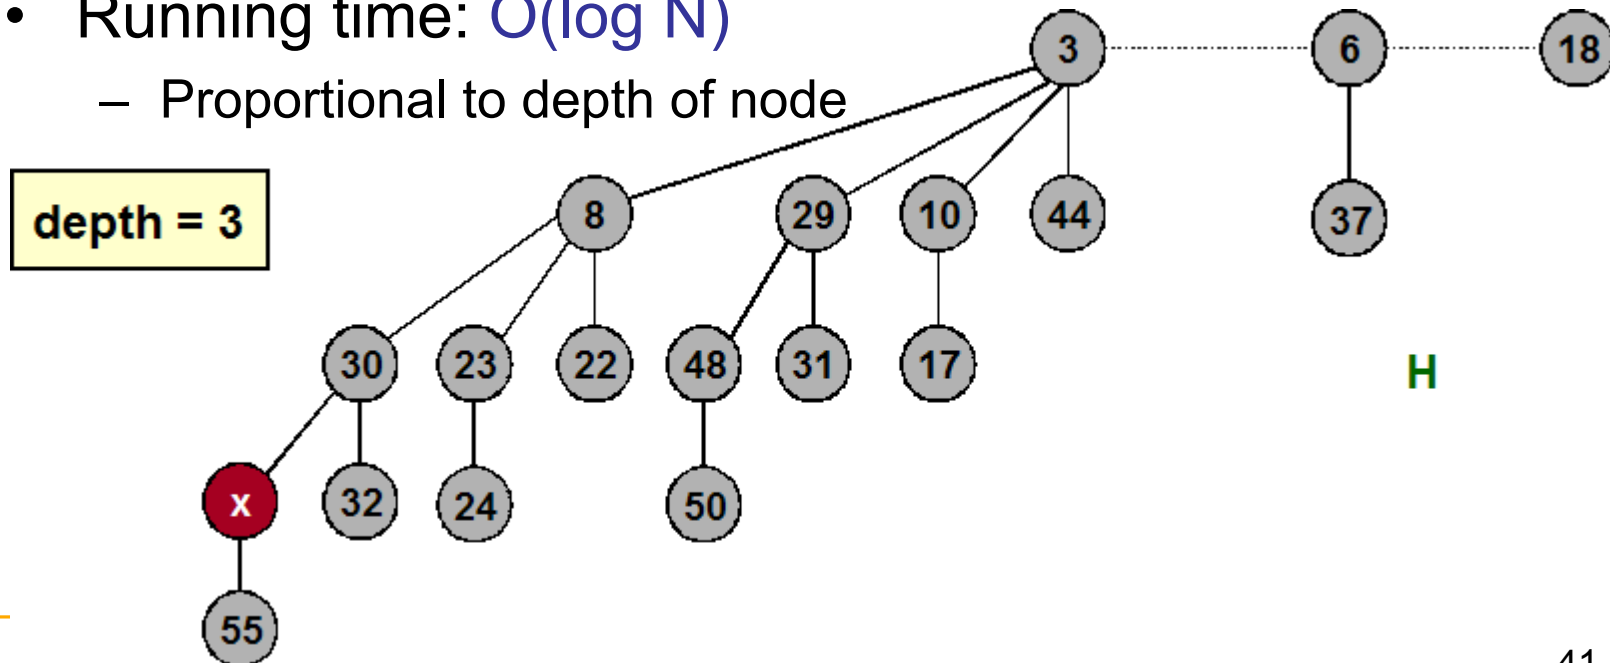 • Running time: O(log N)
– Proportional to depth of node
3 6 18
depth = 3
8 29 10 44 37
30 23 22 48 31 17
H
x 32 24 50
55
41